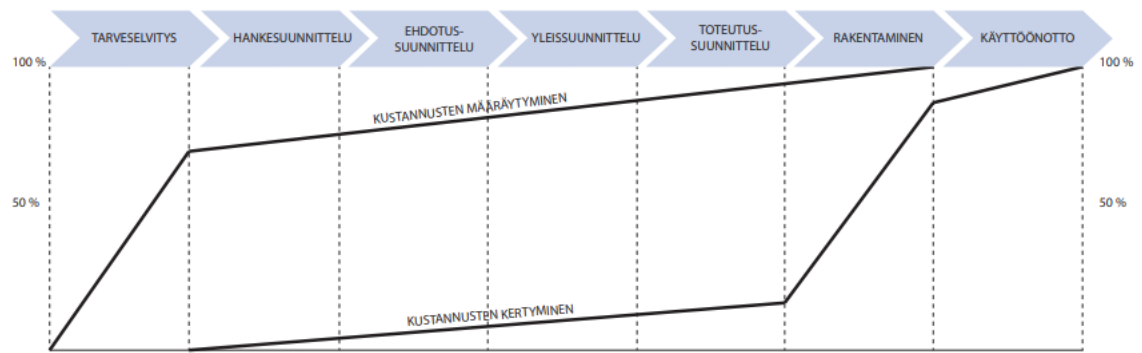 TARVESELVITYS
HANKESUUNNITTELU
EHDOTUS-
SUUNNITTELU
YLEISSUUNNITTELU
TOTEUTUS-
SUUNNITTELU
RAKENTAMINEN
KÄYTTÖÖNOTTO
100 %
100 %
KUSTANNUSTEN MÄÄRÄYTYMINEN
50 %
50 %
KUSTANNUSTEN KERTYMINEN